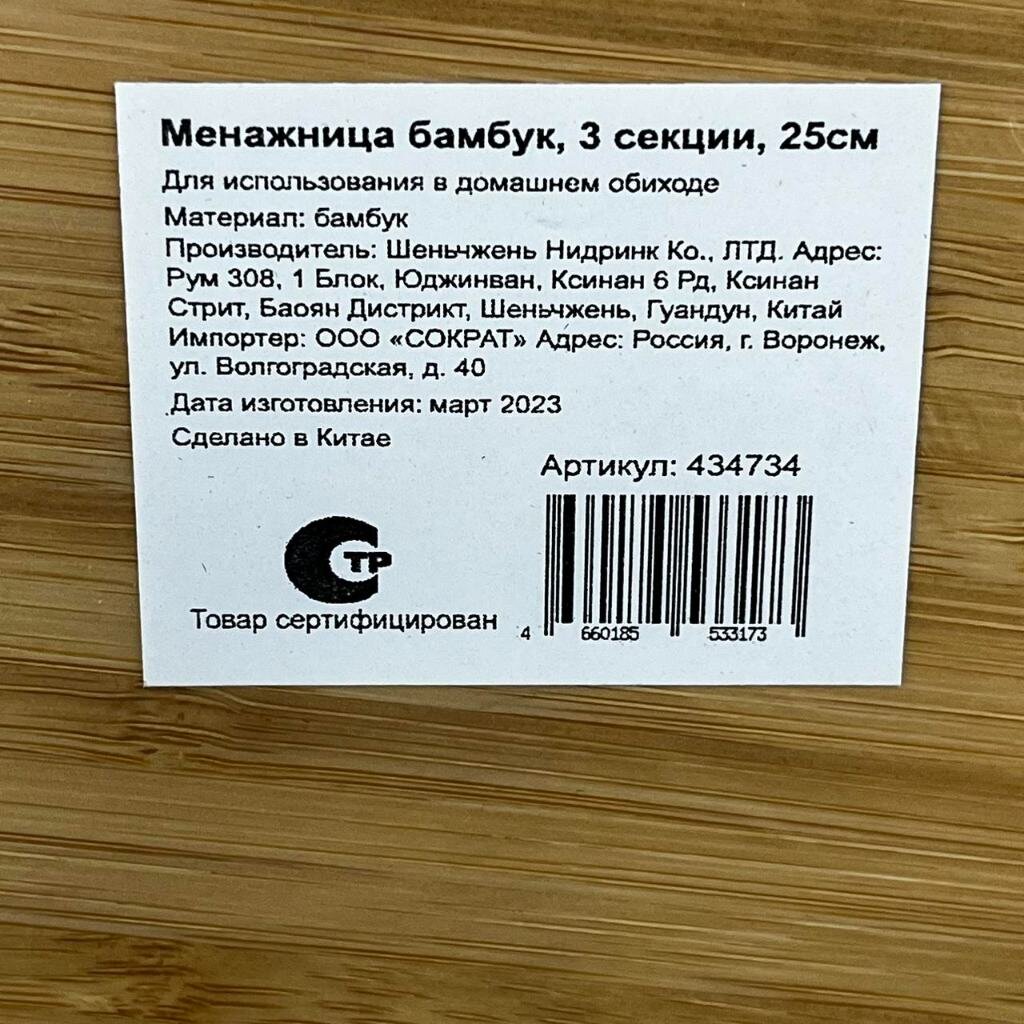 Менажница бамбук, 3 секции, 25см
Для использования в домашнем обиходе
Материал: бамбук
Производитель: Шеньчжень Нидринк Ко., ЛТД. Адрес:
Рум 308, 1 Блок, Юджинван, Ксинан 6 Рд, Ксинан
Стрит, Баоян Дистрикт, Шеньчжень, Гуандун, Китай
Импортер: ООО «СОКРАТ» Адрес: Россия, г. Воронеж,
ул. Волгоградская, д. 40
Дата изготовления: март 2023
Сделано в Китае
Артикул: 434734
СТР
Товар сертифицирован
4 660185 533173